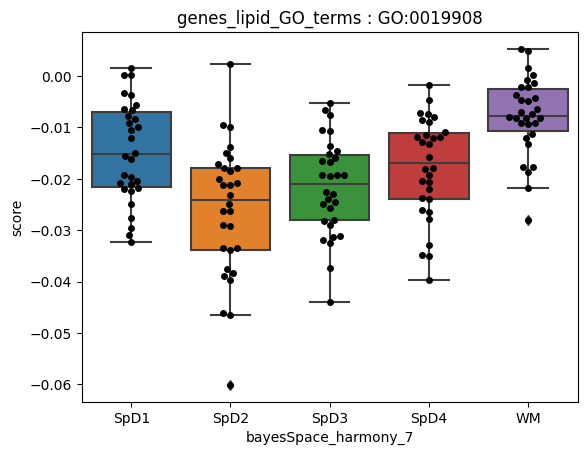 genes_lipid_GO_terms : GO:0019908
0.00
−0.01
−0.02
−0.03
−0.04
−0.05
−0.06
score
SpD1 SpD2 SpD3 SpD4 WM
bayesSpace_harmony_7